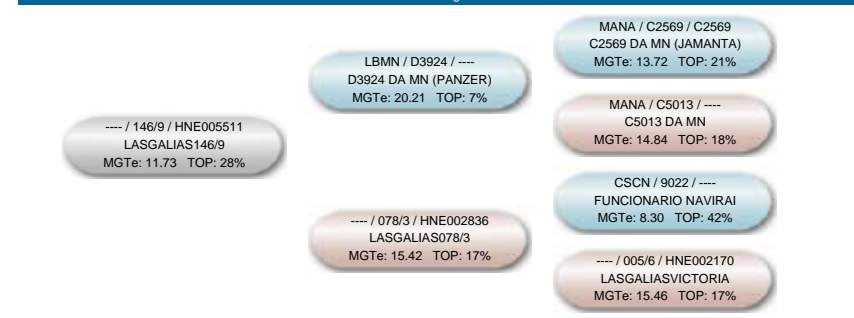 ---- / 146/9 / HNE005511
LASGALIAS146/9
MGTe: 11.73 TOP: 28%
LBMN / D3924 / ----
D3924 DA MN (PANZER)
MGTe: 20.21 TOP: 7%
---- / 078/3 / HNE002836
LASGALIAS078/3
MGTe: 15.42 TOP: 17%
MANA / C2569 / C2569
C2569 DA MN (JAMANTA)
MGTe: 13.72 TOP: 21%
MANA / C5013 / ----
C5013 DA MN
MGTe: 14.84 TOP: 18%
CSCN / 9022 / ----
FUNCIONARIO NAVIRAI
MGTe: 8.30 TOP: 42%
---- / 005/6 / HNE002170
LASGALIASVICTORIA
MGTe: 15.46 TOP: 17%